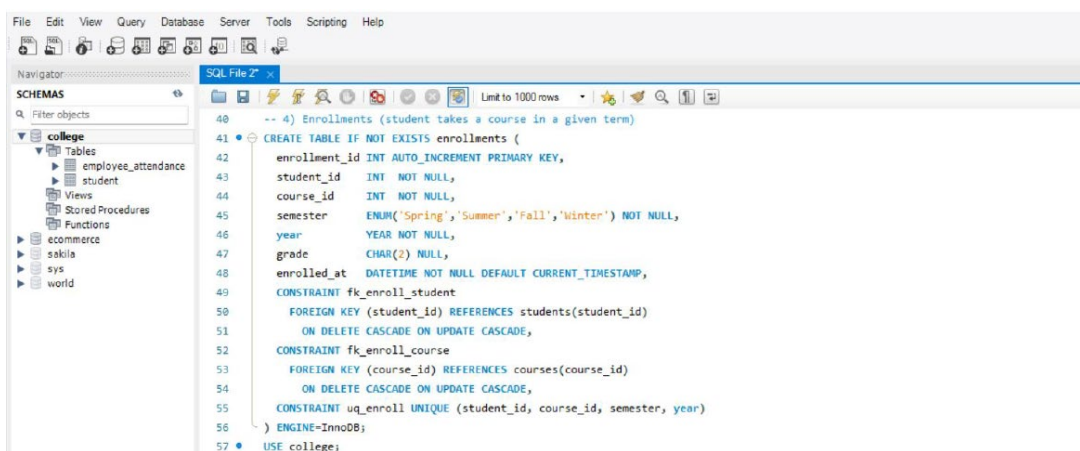 File Edit View Query Database Server Tools Scripting Help
Navigator
SCHEMAS
Filter objects
college
Tables
employee_attendance
student
Views
Stored Procedures
Functions
ecommerce
sakila
sys
world
SQL File 2*
Limit to 1000 rows
40 -- 4) Enrollments (student takes a course in a given term)
41 CREATE TABLE IF NOT EXISTS enrollments (
42 enrollment_id INT AUTO_INCREMENT PRIMARY KEY,
43 student_id INT NOT NULL,
44 course_id INT NOT NULL,
45 semester ENUM('Spring','Summer','Fall','Winter') NOT NULL,
46 year YEAR NOT NULL,
47 grade CHAR(2) NULL,
48 enrolled_at DATETIME NOT NULL DEFAULT CURRENT_TIMESTAMP,
49 CONSTRAINT fk_enroll_student
50 FOREIGN KEY (student_id) REFERENCES students(student_id)
51 ON DELETE CASCADE ON UPDATE CASCADE,
52 CONSTRAINT fk_enroll_course
53 FOREIGN KEY (course_id) REFERENCES courses(course_id)
54 ON DELETE CASCADE ON UPDATE CASCADE,
55 CONSTRAINT uq_enroll UNIQUE (student_id, course_id, semester, year)
56 ) ENGINE=InnoDB;
57 USE college;